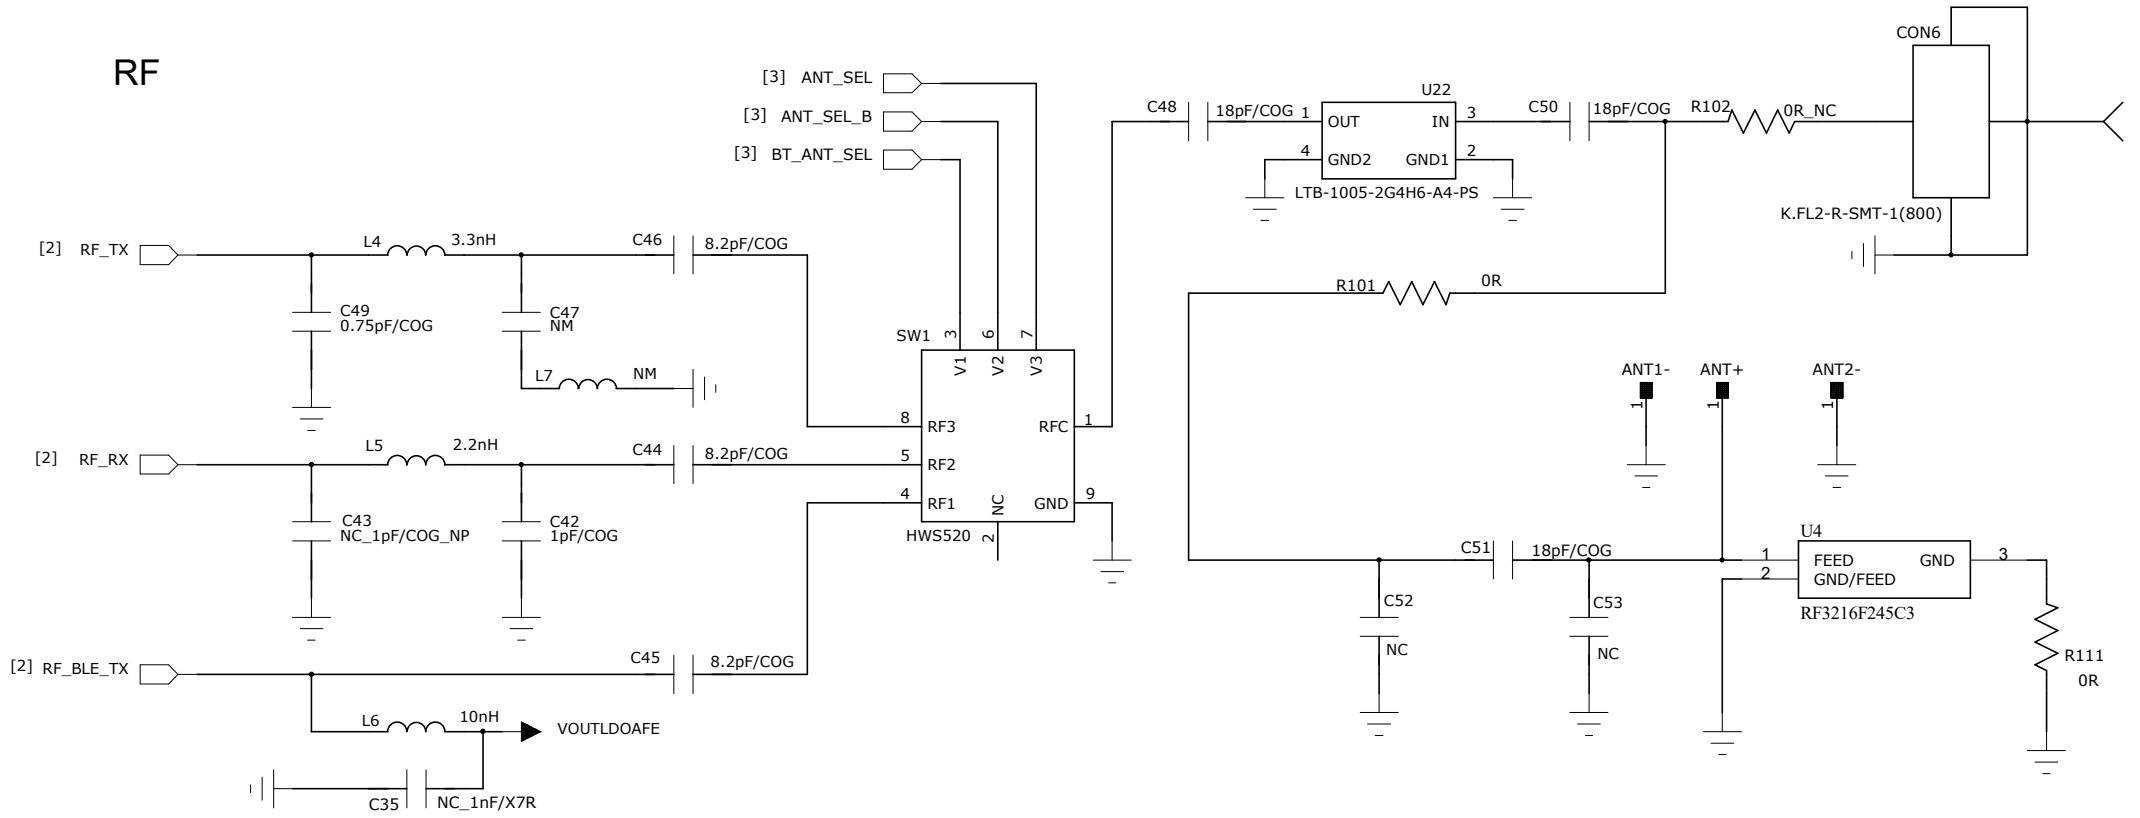 RF
[3] ANT_SEL
[3] ANT_SEL_B
[3] BT_ANT_SEL
[2] RF_TX
L4 3.3nH
C46 8.2pF/COG
C49
0.75pF/COG
C47
NM
L7 NM
[2] RF_RX
L5 2.2nH
C44 8.2pF/COG
C43
NC_1pF/COG_NP
C42
1pF/COG
[2] RF_BLE_TX
C45 8.2pF/COG
L6 10nH
VOUTLDOAFE
C35 NC_1nF/X7R
SW1
3 6 7
V1 V2 V3
8 RF3 RFC 1
5 RF2
4 RF1 NC GND 9
HWS520 2
C48 18pF/COG
U22
1 OUT IN 3
4 GND2 GND1 2
LTB-1005-2G4H6-A4-PS
C50 18pF/COG
R102 0R_NC
CON6
K.FL2-R-SMT-1(800)
R101 0R
ANT1- ANT+ ANT2-
1 1 1
C51 18pF/COG
C52
NC
C53
NC
U4
1 FEED GND 3
2 GND/FEED
RF3216F245C3
R111
0R